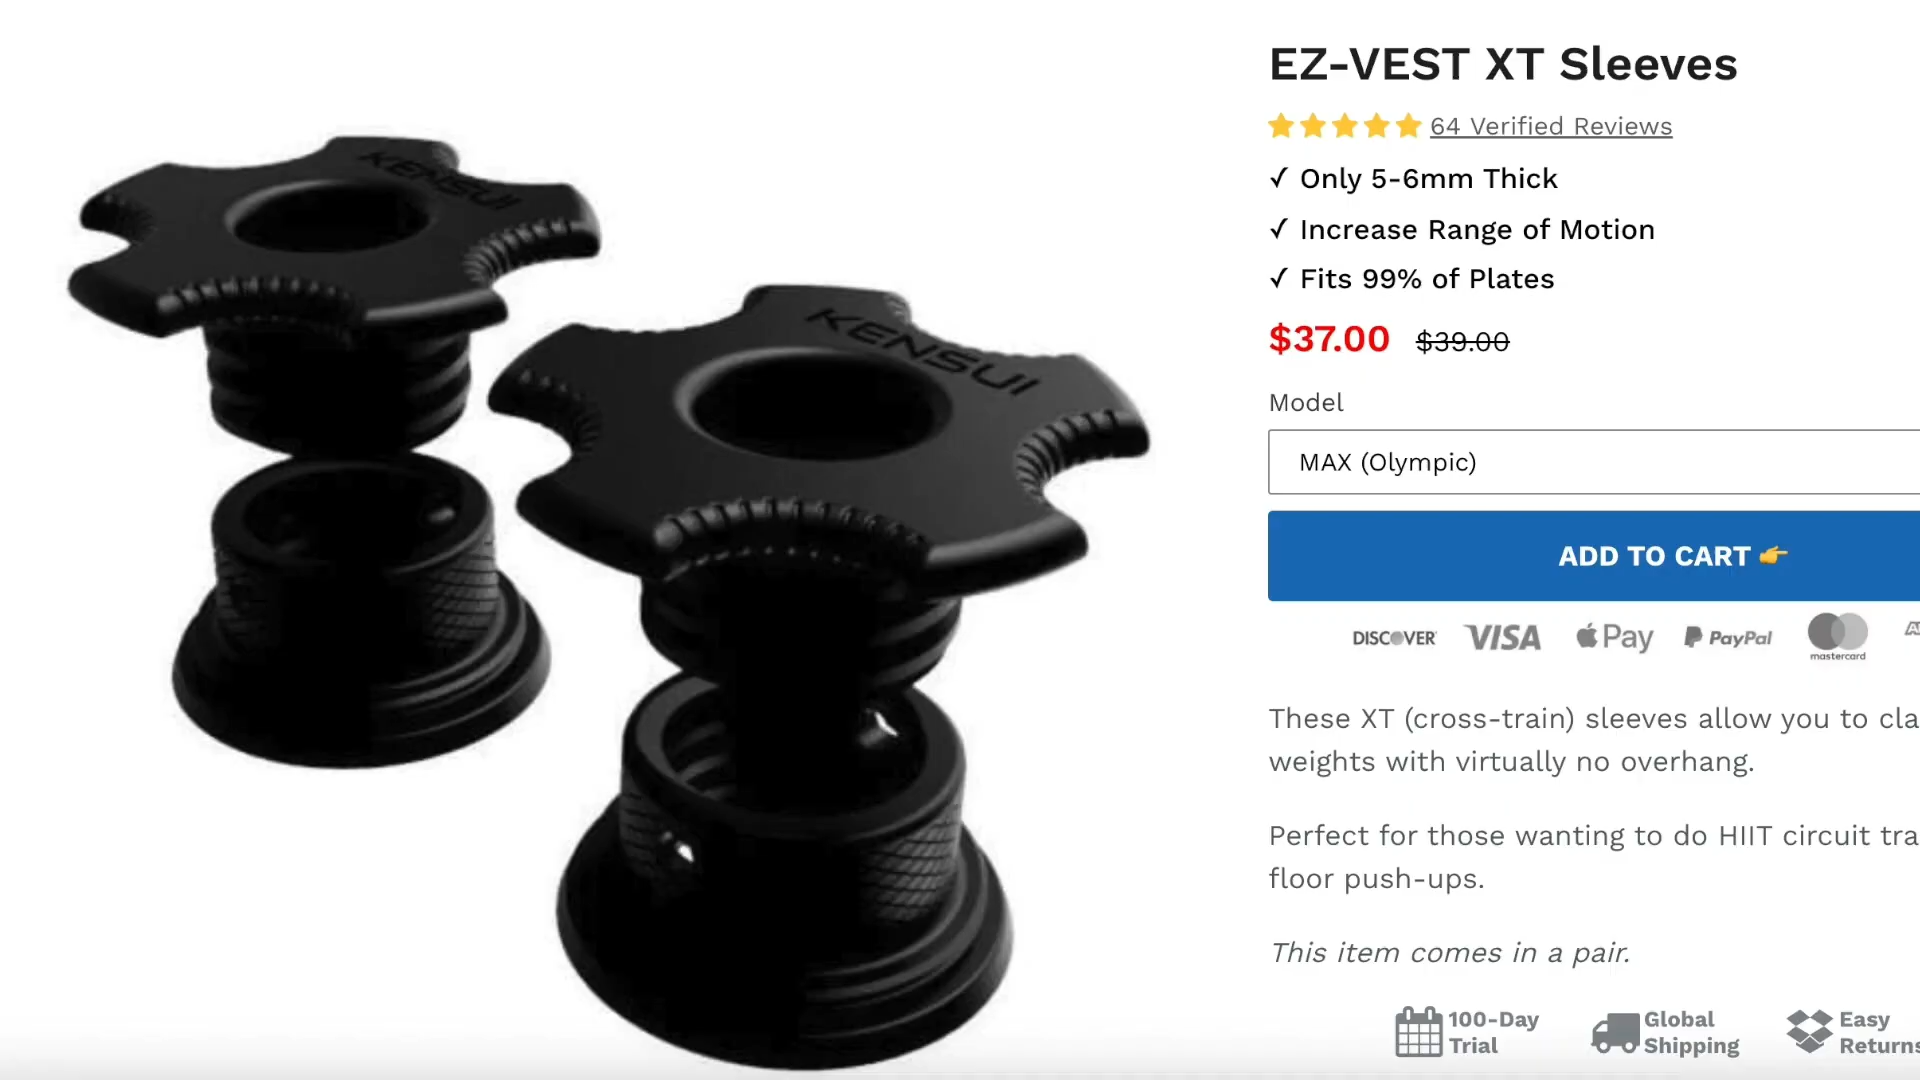 KENSUI
KENSUI
EZ-VEST XT Sleeves
64 Verified Reviews
✓ Only 5-6mm Thick
✓ Increase Range of Motion
✓ Fits 99% of Plates
$37.00 $39.00
Model
MAX (Olympic)
ADD TO CART 👉
DISCOVER VISA Pay PayPal mastercard
These XT (cross-train) sleeves allow you to cla
weights with virtually no overhang.
Perfect for those wanting to do HIIT circuit tra
floor push-ups.
This item comes in a pair.
100-Day
Trial
Global
Shipping
Easy
Returns